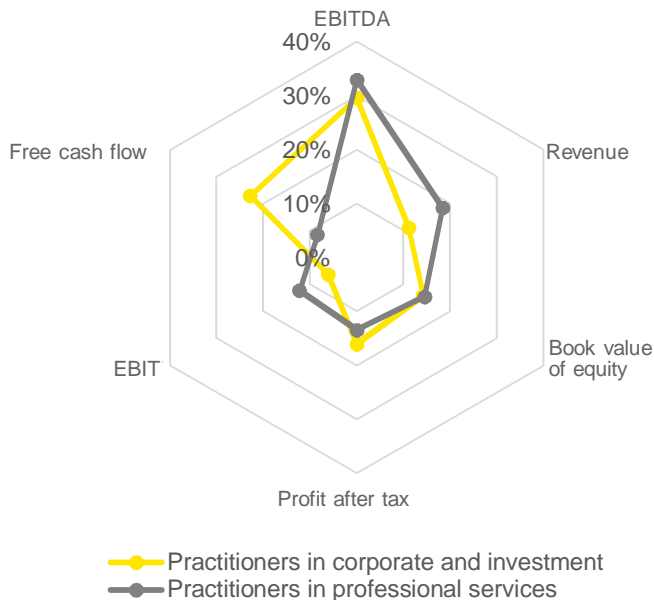 EBITDA
40%
30%
Free cash flow
Revenue
20%
10%
0%
EBIT
Book value
of equity
Profit after tax
Practitioners in corporate and investment
Practitioners in professional services